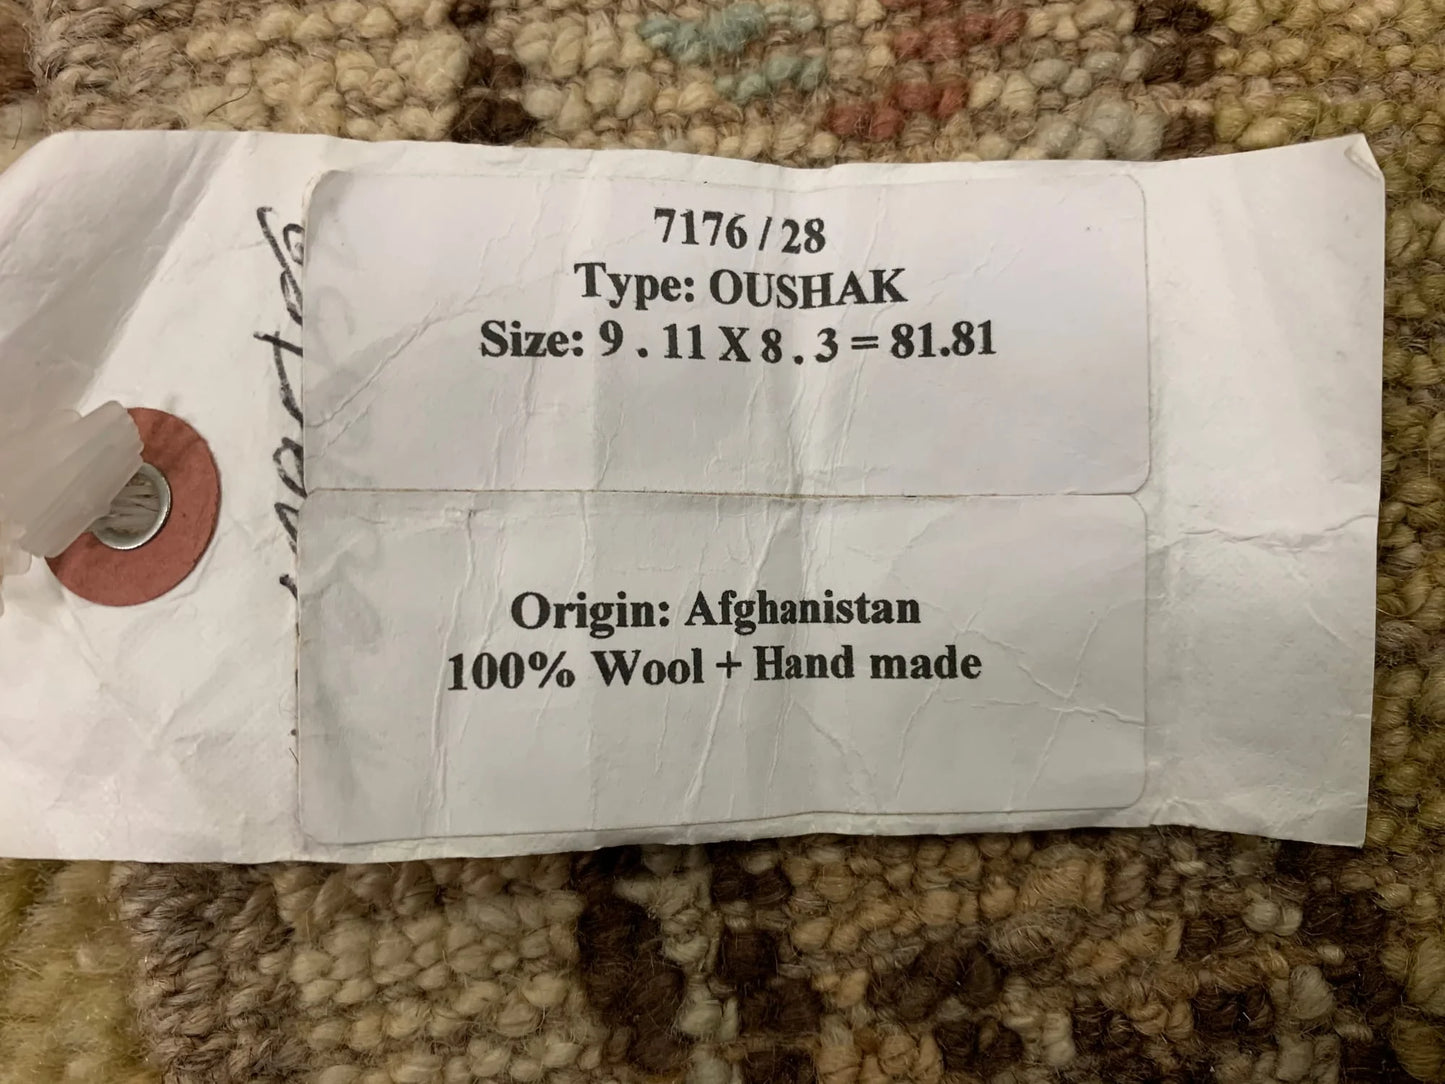 7176 / 28
Type: OUSHAK
Size: 9 . 11 X 8 . 3 = 81.81
Origin: Afghanistan
100% Wool + Hand made